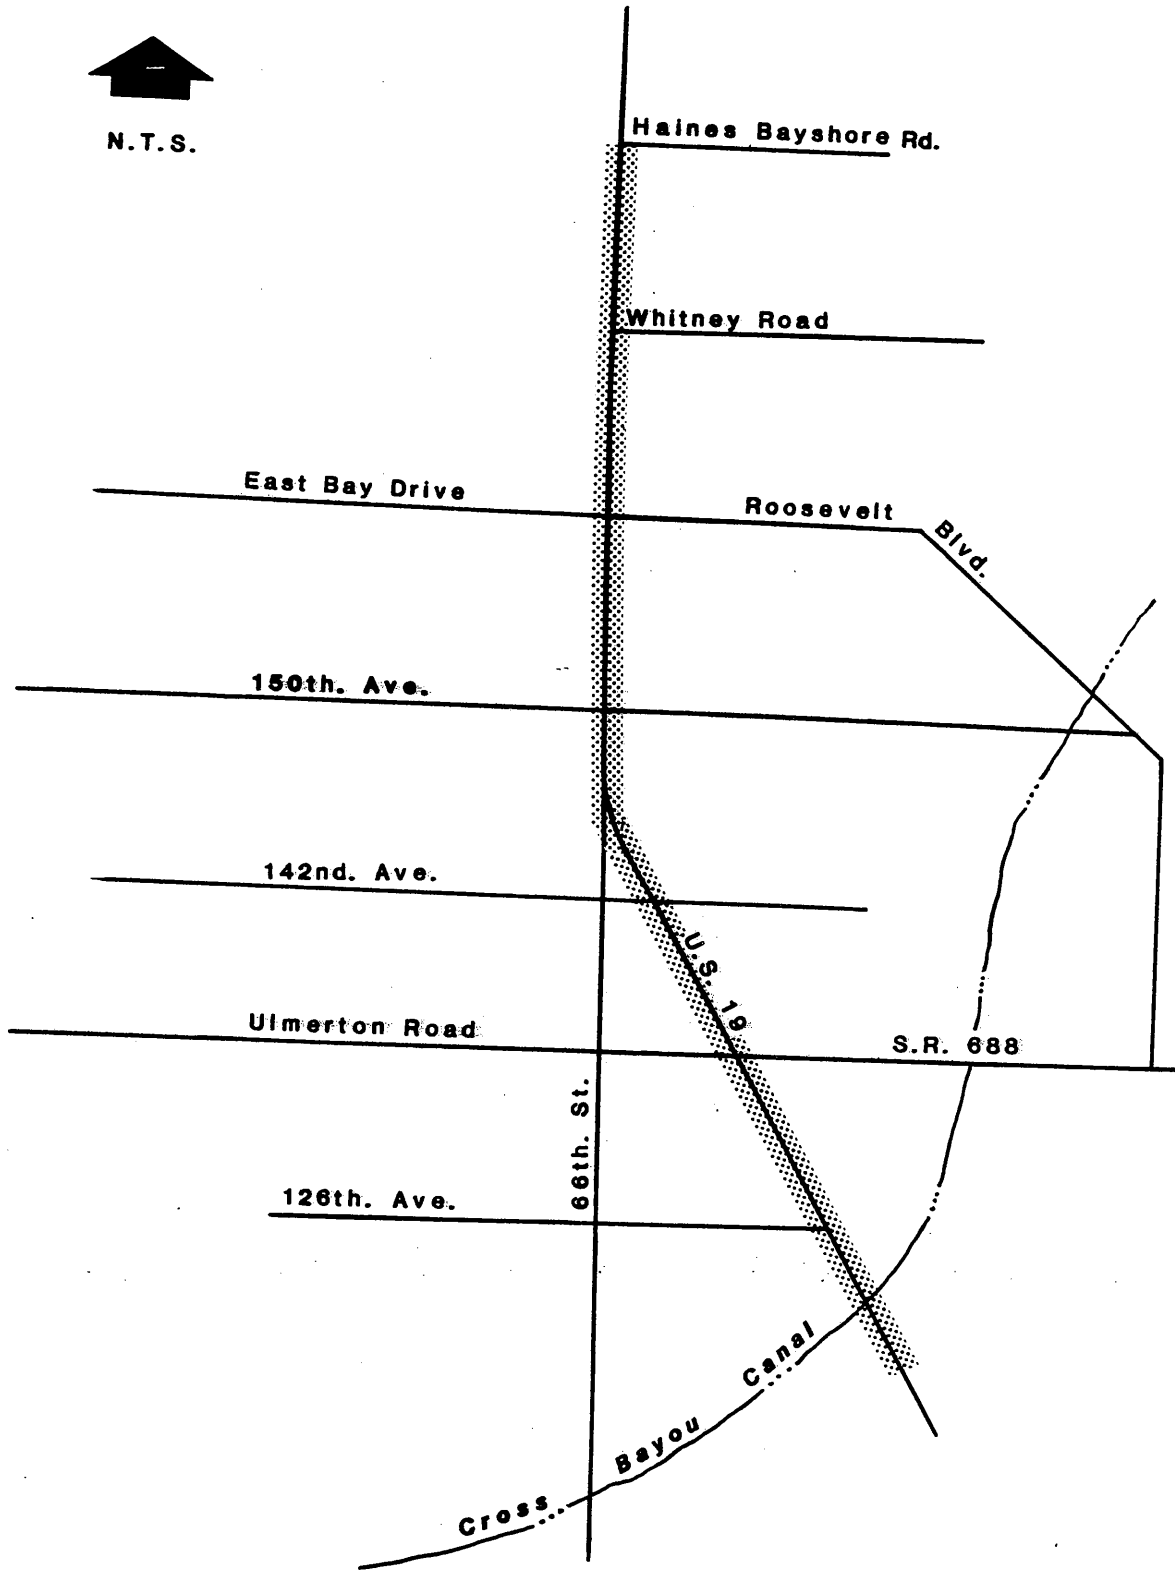 Haines Bayshore Rd.
N.T.S.
Whitney Road
East Bay Drive
Roosevelt Blvd.
150th. Ave.
142nd. Ave.
U.S. 19
Ulmerton Road
S.R. 688
66th. St.
126th. Ave.
Cross Bayou Canal